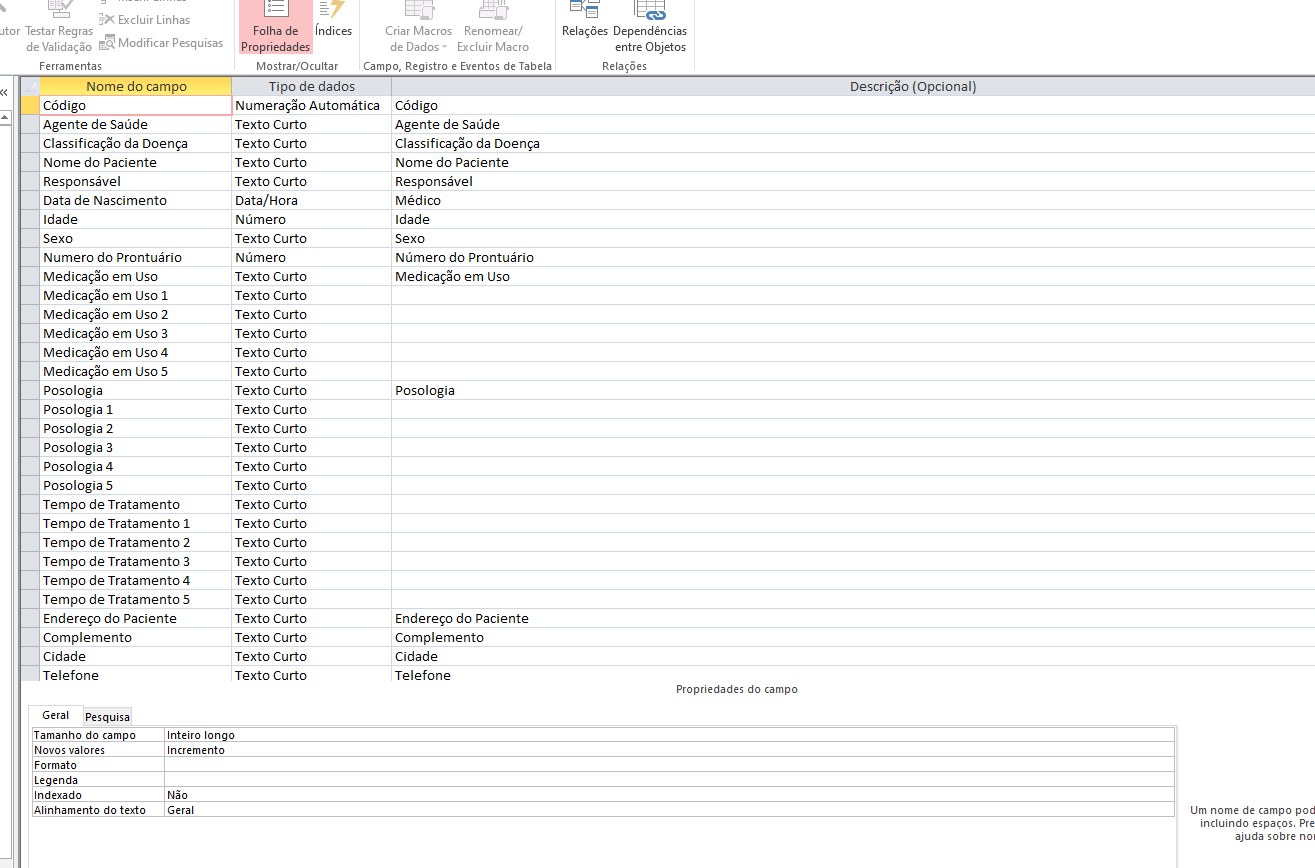 Inserir Linhas
utor Testar Regras de Validação
Excluir Linhas
Modificar Pesquisas
Folha de Propriedades
Índices
Criar Macros de Dados
Renomear/ Excluir Macro
Relações
Dependências entre Objetos
Ferramentas
Mostrar/Ocultar
Campo, Registro e Eventos de Tabela
Relações
Nome do campo Tipo de dados Descrição (Opcional)
Código Numeração Automática Código
Agente de Saúde Texto Curto Agente de Saúde
Classificação da Doença Texto Curto Classificação da Doença
Nome do Paciente Texto Curto Nome do Paciente
Responsável Texto Curto Responsável
Data de Nascimento Data/Hora Médico
Idade Número Idade
Sexo Texto Curto Sexo
Numero do Prontuário Número Número do Prontuário
Medicação em Uso Texto Curto Medicação em Uso
Medicação em Uso 1 Texto Curto
Medicação em Uso 2 Texto Curto
Medicação em Uso 3 Texto Curto
Medicação em Uso 4 Texto Curto
Medicação em Uso 5 Texto Curto
Posologia Texto Curto Posologia
Posologia 1 Texto Curto
Posologia 2 Texto Curto
Posologia 3 Texto Curto
Posologia 4 Texto Curto
Posologia 5 Texto Curto
Tempo de Tratamento Texto Curto
Tempo de Tratamento 1 Texto Curto
Tempo de Tratamento 2 Texto Curto
Tempo de Tratamento 3 Texto Curto
Tempo de Tratamento 4 Texto Curto
Tempo de Tratamento 5 Texto Curto
Endereço do Paciente Texto Curto Endereço do Paciente
Complemento Texto Curto Complemento
Cidade Texto Curto Cidade
Telefone Texto Curto Telefone
Propriedades do campo
Geral Pesquisa
Tamanho do campo Inteiro longo
Novos valores Incremento
Formato
Legenda
Indexado Não
Alinhamento do texto Geral
Um nome de campo pod
incluindo espaços. Pre
ajuda sobre no